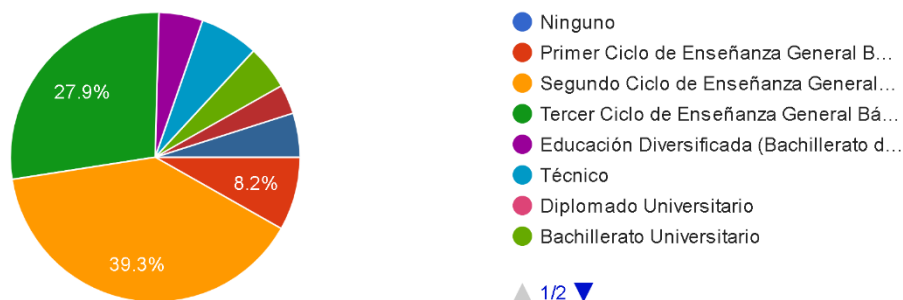 27.9%
8.2%
39.3%
Ninguno
Primer Ciclo de Enseñanza General B...
Segundo Ciclo de Enseñanza General...
Tercer Ciclo de Enseñanza General Bá...
Educación Diversificada (Bachillerato d...
Técnico
Diplomado Universitario
Bachillerato Universitario
1/2